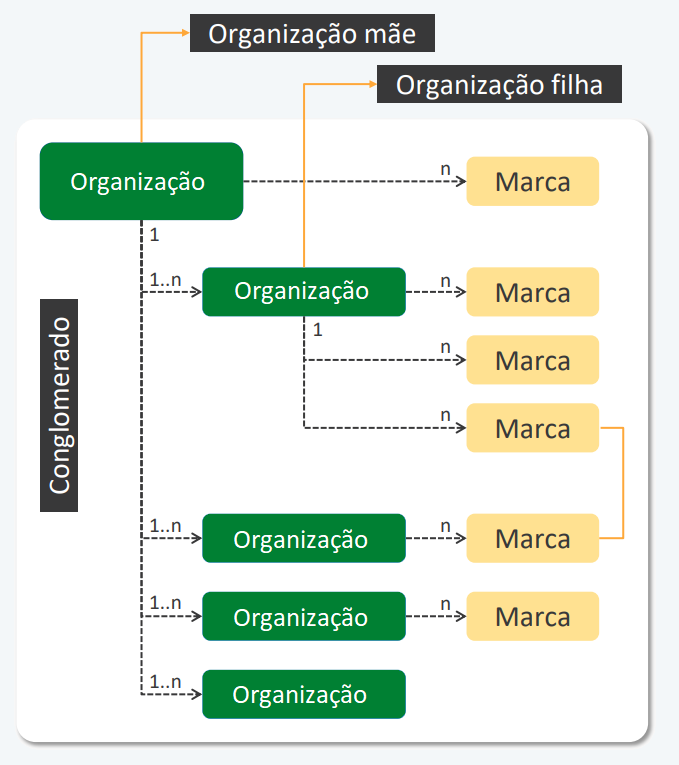 Organização mãe
Organização filha
Organização
n
Marca
1
1..n
Organização
n
Marca
1
n
Marca
n
Marca
Conglomerado
1..n
Organização
n
Marca
1..n
Organização
n
Marca
1..n
Organização